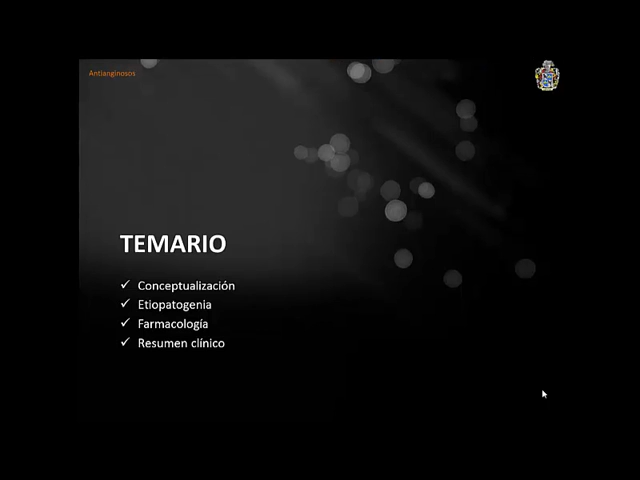 Antianginosos
TEMARIO
✓ Conceptualización
✓ Etiopatogenia
✓ Farmacología
✓ Resumen clínico